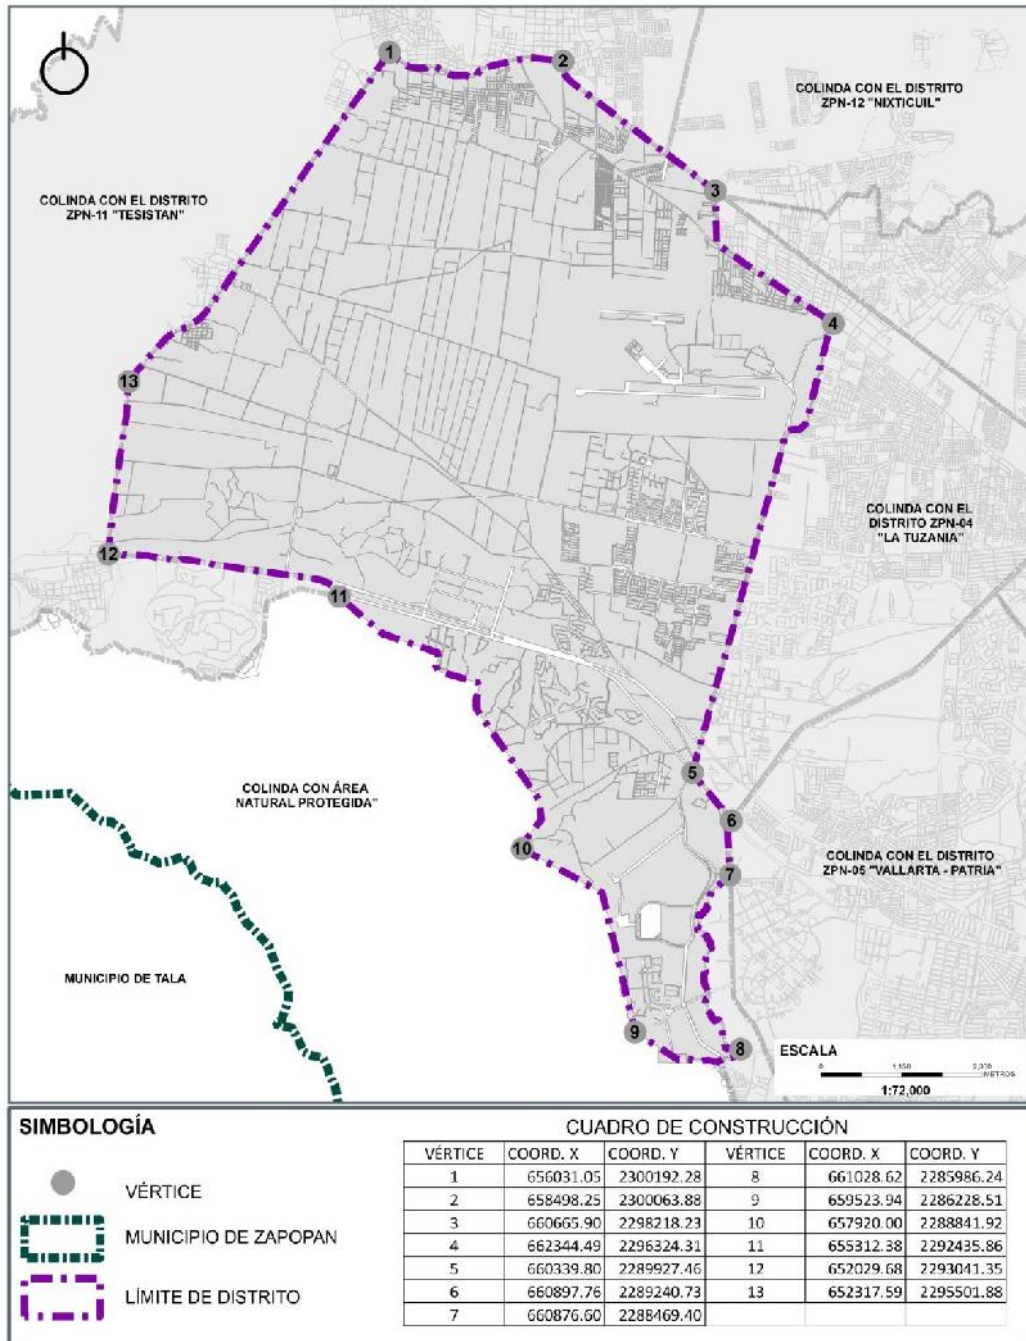 1
2
COLINDA CON EL DISTRITO
ZPN-12 "NIXTICUIL"
3
COLINDA CON EL DISTRITO
ZPN-11 "TESISTAN"
4
13
COLINDA CON EL
DISTRITO ZPN-04
"LA TUZANIA"
12
11
5
COLINDA CON ÁREA
NATURAL PROTEGIDA"
6
10
COLINDA CON EL DISTRITO
ZPN-05 "VALLARTA - PATRIA"
7
MUNICIPIO DE TALA
9
8
ESCALA
0 1,150 2,300
METROS
1:72,000
SIMBOLOGÍA
VÉRTICE
MUNICIPIO DE ZAPOPAN
LÍMITE DE DISTRITO
CUADRO DE CONSTRUCCIÓN
VÉRTICE COORD. X COORD. Y VÉRTICE COORD. X COORD. Y
1 656031.05 2300192.28 8 661028.62 2285986.24
2 658498.25 2300063.88 9 659523.94 2286228.51
3 660665.90 2298218.23 10 657920.00 2288841.92
4 662344.49 2296324.31 11 655312.38 2292435.86
5 660339.80 2289927.46 12 652029.68 2293041.35
6 660897.76 2289240.73 13 652317.59 2295501.88
7 660876.60 2288469.40